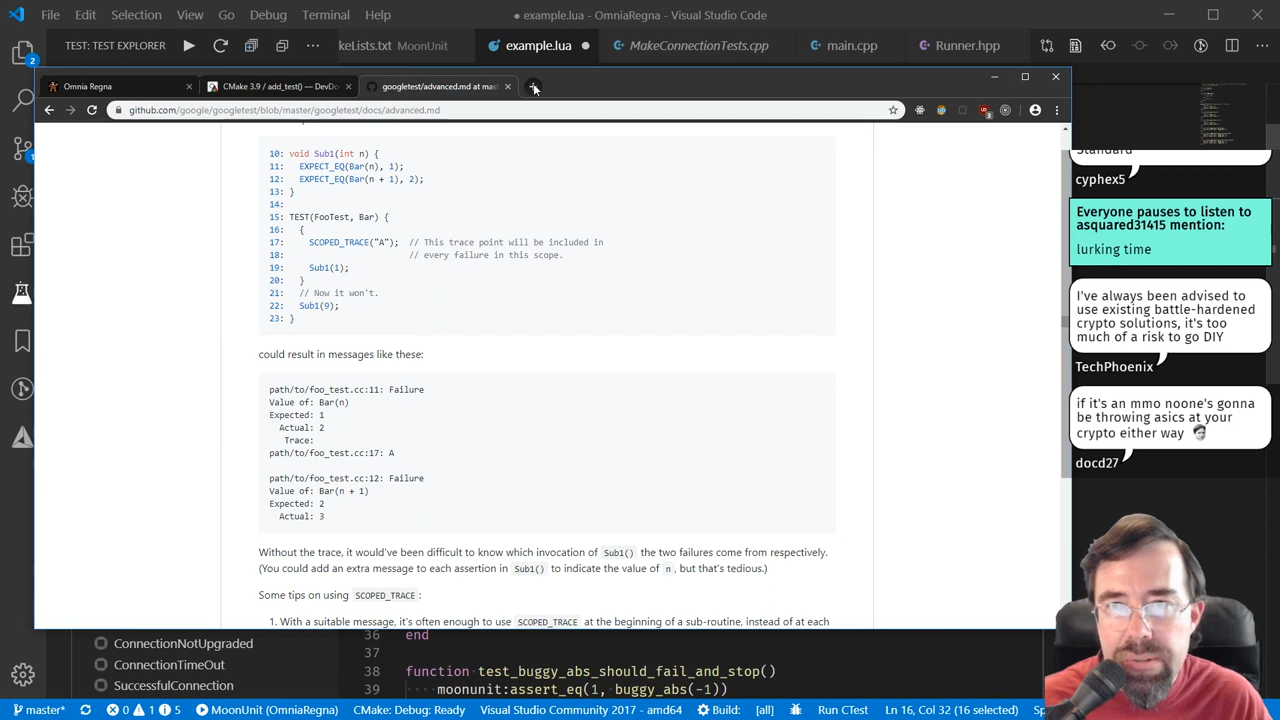 File Edit Selection View Go Debug Terminal Help
● example.lua - OmniaRegna - Visual Studio Code
TEST: TEST EXPLORER
keLists.txt MoonUnit
example.lua
MakeConnectionTests.cpp
main.cpp
Runner.hpp
2
Omnia Regna
CMake 3.9 / add_test() — DevDo
googletest/advanced.md at mas
github.com/google/googletest/blob/master/googletest/docs/advanced.md
10: void Sub1(int n) {
11: EXPECT_EQ(Bar(n), 1);
12: EXPECT_EQ(Bar(n + 1), 2);
13: }
14:
15: TEST(FooTest, Bar) {
16: {
17: SCOPED_TRACE("A"); // This trace point will be included in
18: // every failure in this scope.
19: Sub1(1);
20: }
21: // Now it won't.
22: Sub1(9);
23: }
could result in messages like these:
path/to/foo_test.cc:11: Failure
Value of: Bar(n)
Expected: 1
Actual: 2
Trace:
path/to/foo_test.cc:17: A
path/to/foo_test.cc:12: Failure
Value of: Bar(n + 1)
Expected: 2
Actual: 3
Without the trace, it would've been difficult to know which invocation of Sub1() the two failures come from respectively.
(You could add an extra message to each assertion in Sub1() to indicate the value of n, but that's tedious.)
Some tips on using SCOPED_TRACE :
1. With a suitable message, it's often enough to use SCOPED_TRACE at the beginning of a sub-routine, instead of at each
Standard
cyphex5
Everyone pauses to listen to
asquared31415 mention:
lurking time
I've always been advised to
use existing battle-hardened
crypto solutions, it's too
much of a risk to go DIY
TechPhoenix
if it's an mmo noone's gonna
be throwing asics at your
crypto either way
docd27
ConnectionNotUpgraded
ConnectionTimeOut
SuccessfulConnection
36 end
37
38 function test_buggy_abs_should_fail_and_stop()
39 moonunit:assert_eq(1, buggy_abs(-1))
master* 0 1 5 MoonUnit (OmniaRegna) CMake: Debug: Ready Visual Studio Community 2017 - amd64 Build: [all] Run CTest Ln 16, Col 32 (16 selected) Sp